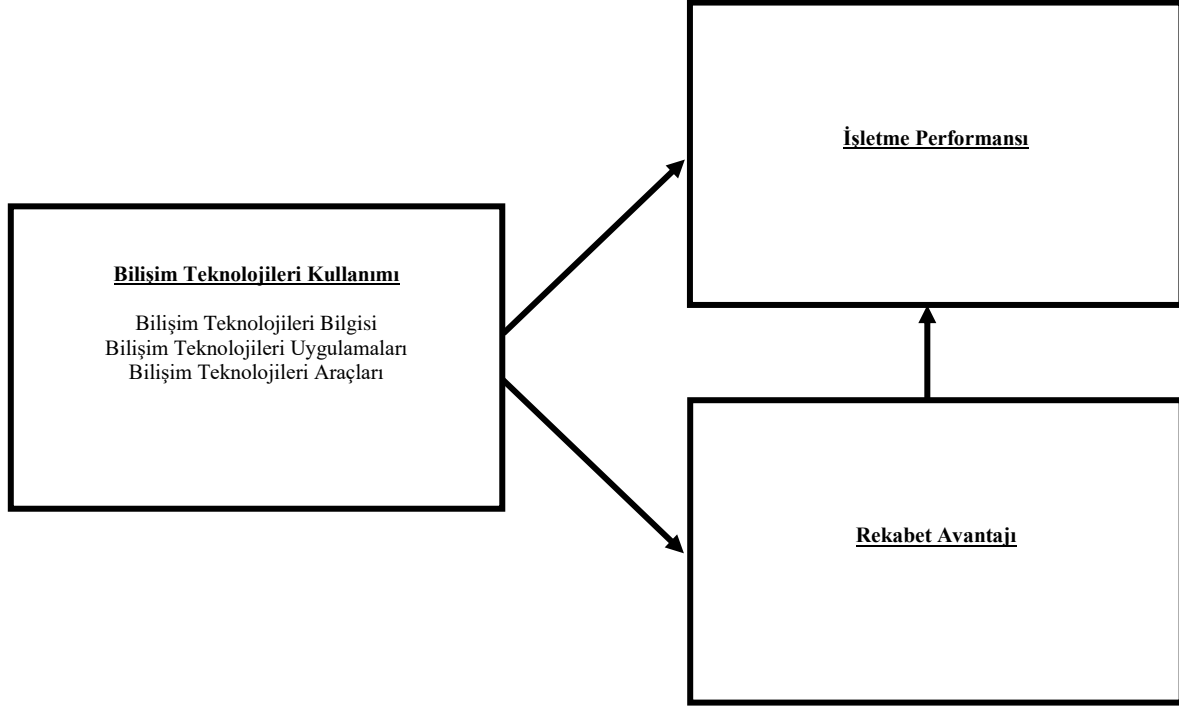 İşletme Performansı
Bilişim Teknolojileri Kullanımı
Bilişim Teknolojileri Bilgisi
Bilişim Teknolojileri Uygulamaları
Bilişim Teknolojileri Araçları
Rekabet Avantajı